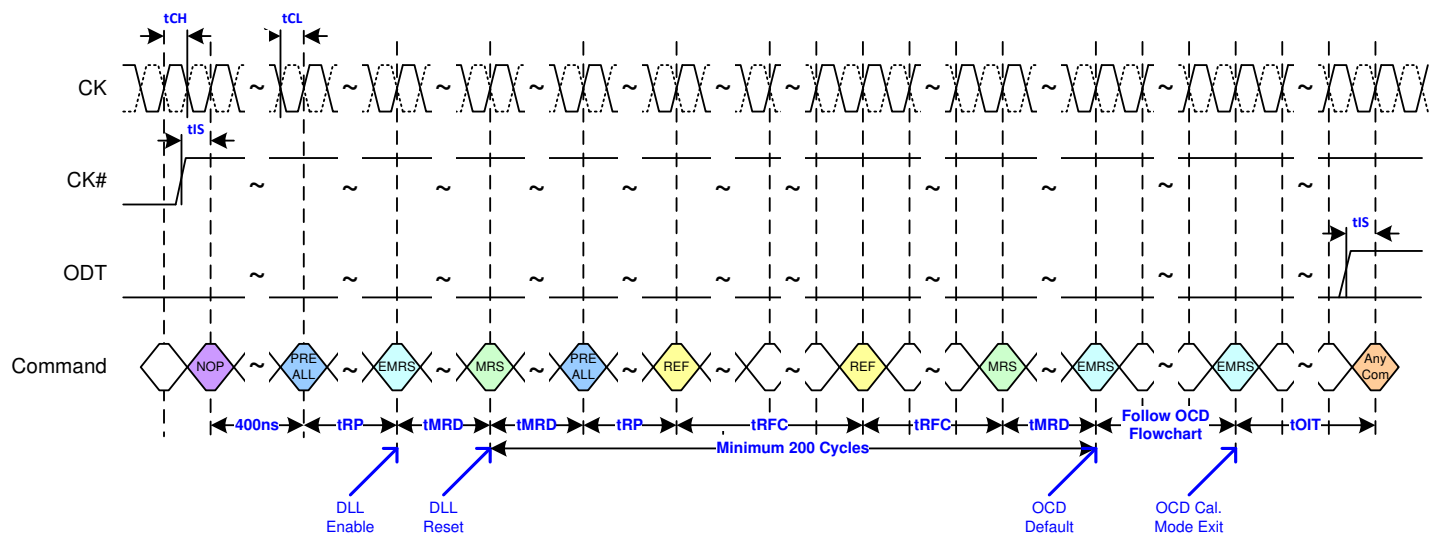 tCH
tCL
CK
~ ~ ~ ~ ~ ~ ~ ~ ~ ~ ~
tIS
CK#
~ ~ ~ ~ ~ ~ ~ ~ ~ ~ ~
tIS
ODT
~ ~ ~ ~ ~ ~ ~ ~ ~ ~ ~
Command
NOP
~
PRE
ALL
~
EMRS
~
MRS
~
PRE
ALL
~
REF
~
~
REF
~
MRS
~
EMRS
~
EMRS
~
Any
Com
400ns
tRP
tMRD
tMRD
tRP
tRFC
tRFC
tMRD
Follow OCD
Flowchart
tOIT
Minimum 200 Cycles
DLL
Enable
DLL
Reset
OCD
Default
OCD Cal.
Mode Exit